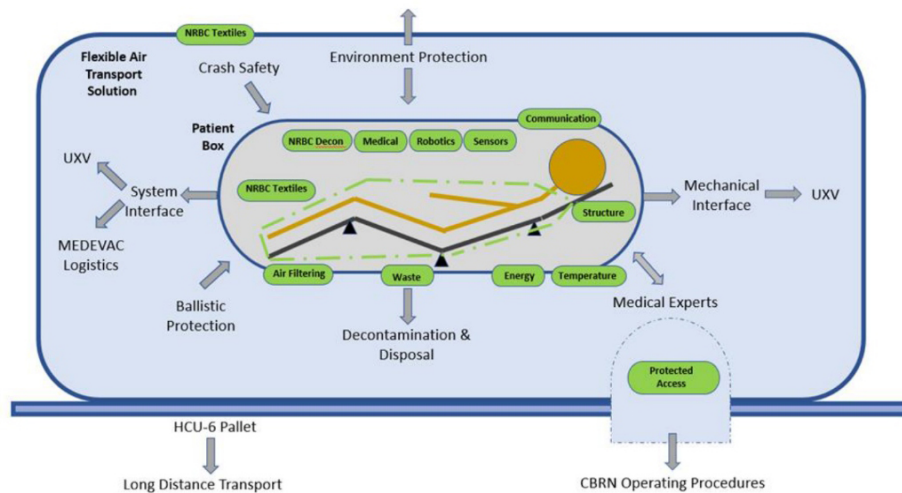 NRBC Textiles
Flexible Air
Transport
Solution
Crash Safety
Environment Protection
Communication
Patient
Box
NRBC Decon
Medical
Robotics
Sensors
UXV
System
Interface
NRBC Textiles
Mechanical
Interface
UXV
Structure
MEDEVAC
Logistics
Air Filtering
Waste
Energy
Temperature
Ballistic
Protection
Medical Experts
Decontamination &
Disposal
Protected
Access
HCU-6 Pallet
Long Distance Transport
CBRN Operating Procedures